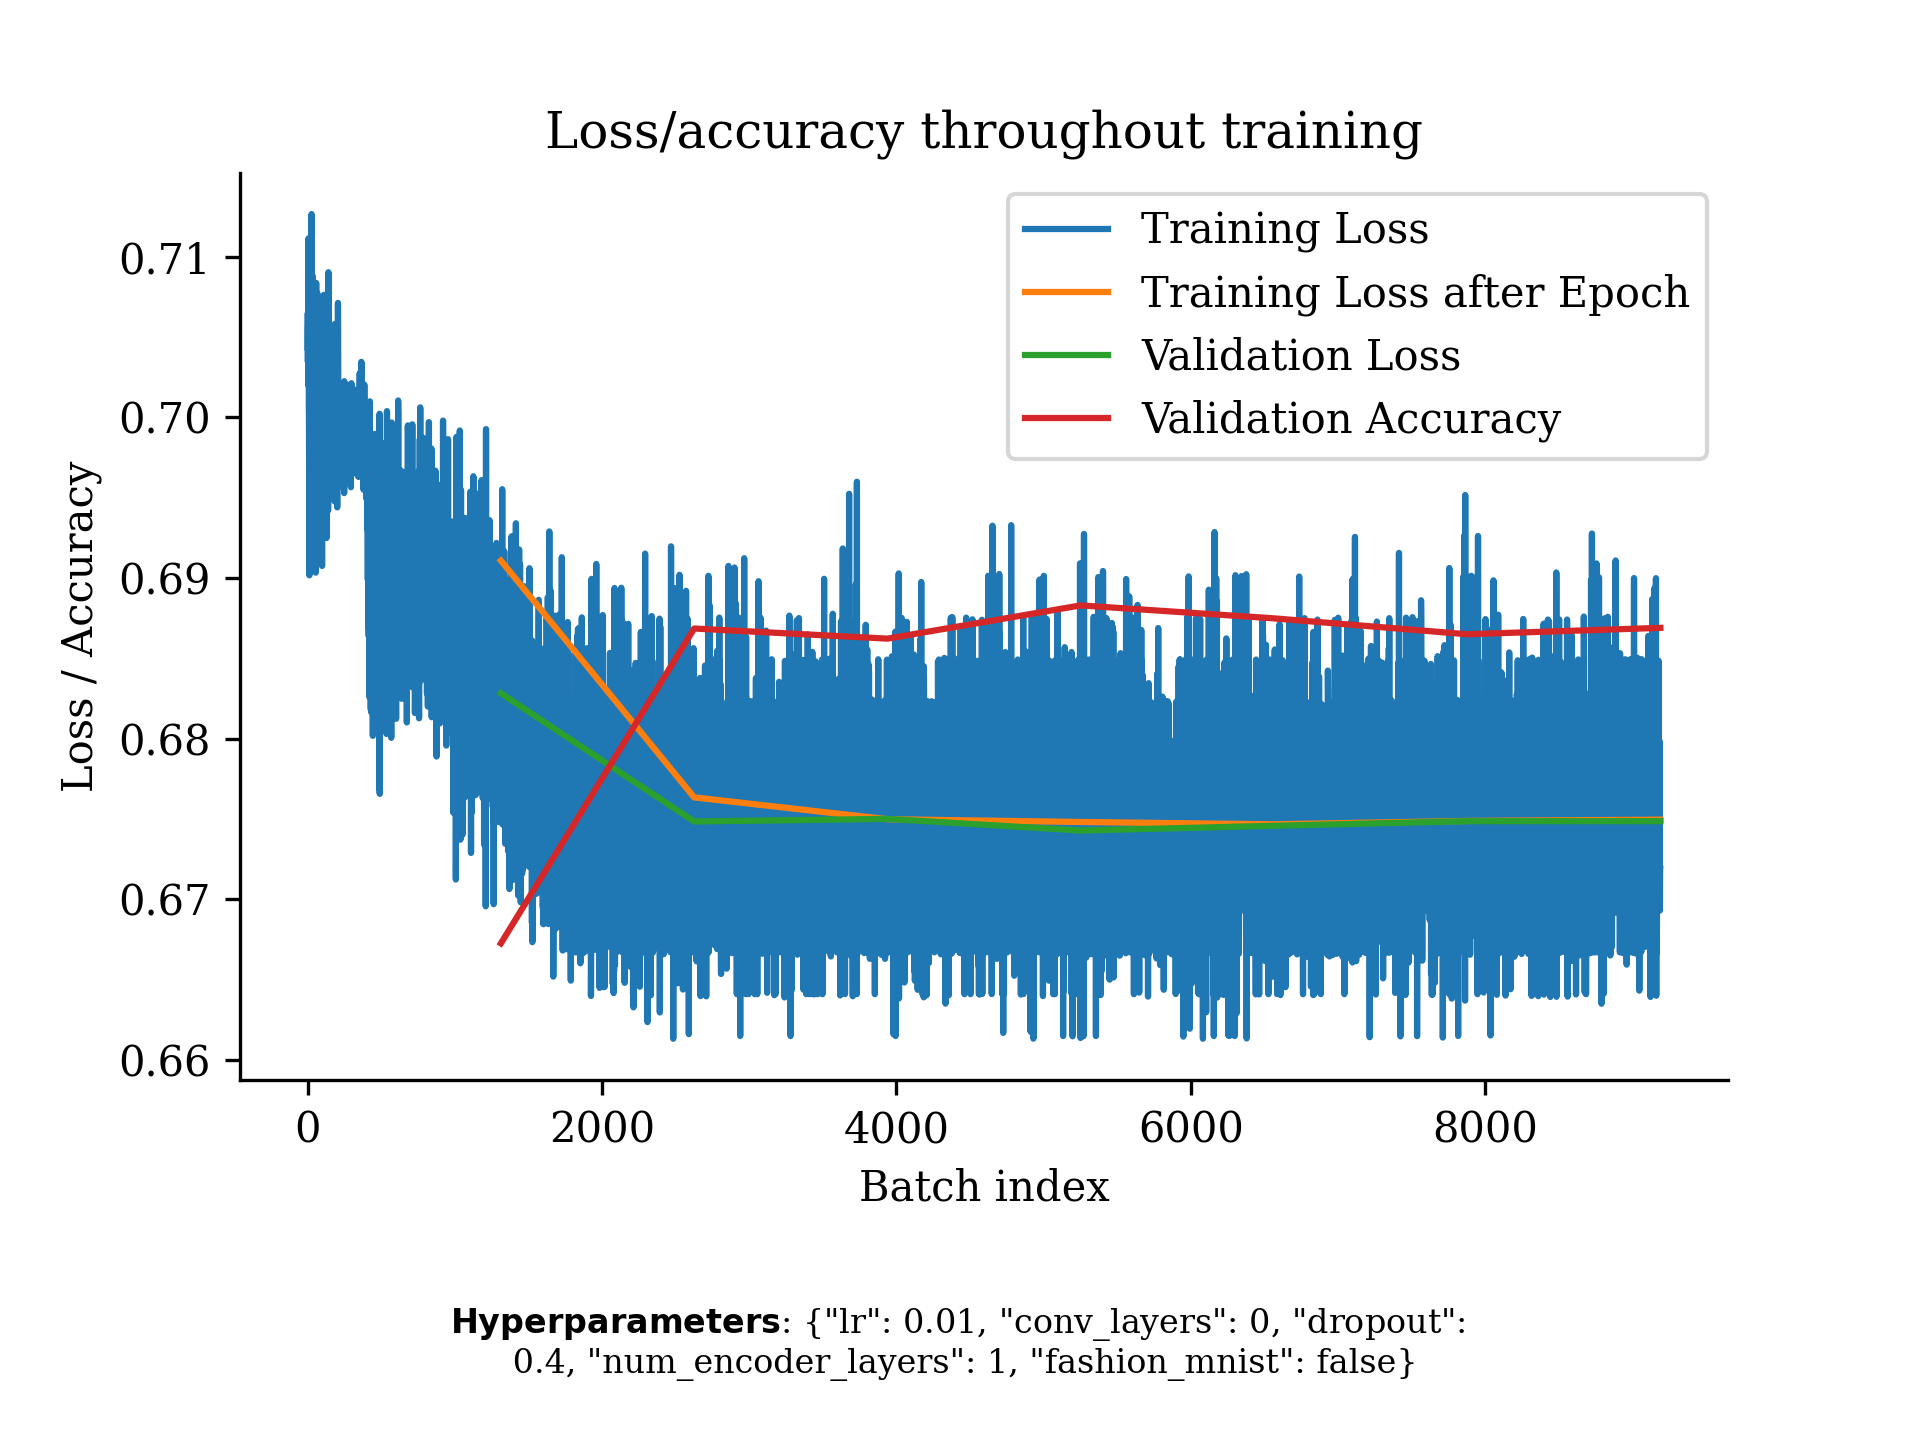 Loss/accuracy throughout training
Training Loss
Training Loss after Epoch
Validation Loss
Validation Accuracy
Loss / Accuracy
0.71
0.70
0.69
0.68
0.67
0.66
0 2000 4000 6000 8000
Batch index
Hyperparameters: {"lr": 0.01, "conv_layers": 0, "dropout":
0.4, "num_encoder_layers": 1, "fashion_mnist": false}